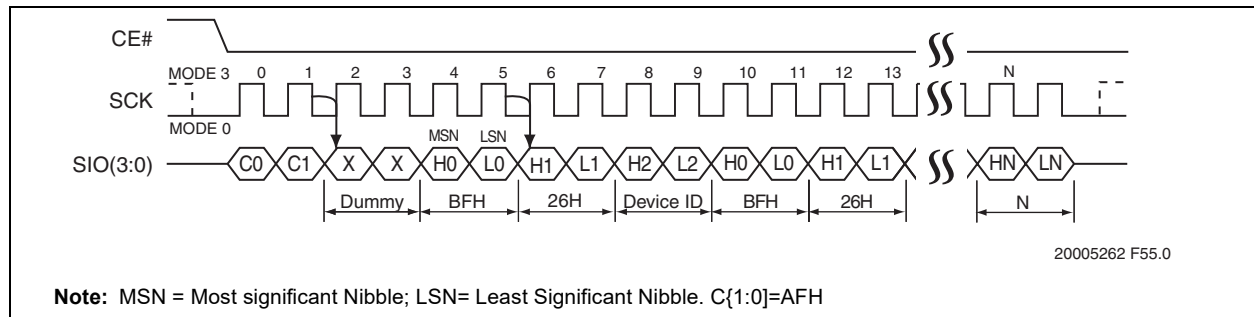 CE#
MODE 3 0 1 2 3 4 5 6 7 8 9 10 11 12 13 N
SCK
MODE 0
MSN LSN
SIO(3:0) C0 C1 X X H0 L0 H1 L1 H2 L2 H0 L0 H1 L1 HN LN
Dummy BFH 26H Device ID BFH 26H N
20005262 F55.0
Note: MSN = Most significant Nibble; LSN= Least Significant Nibble. C{1:0]=AFH